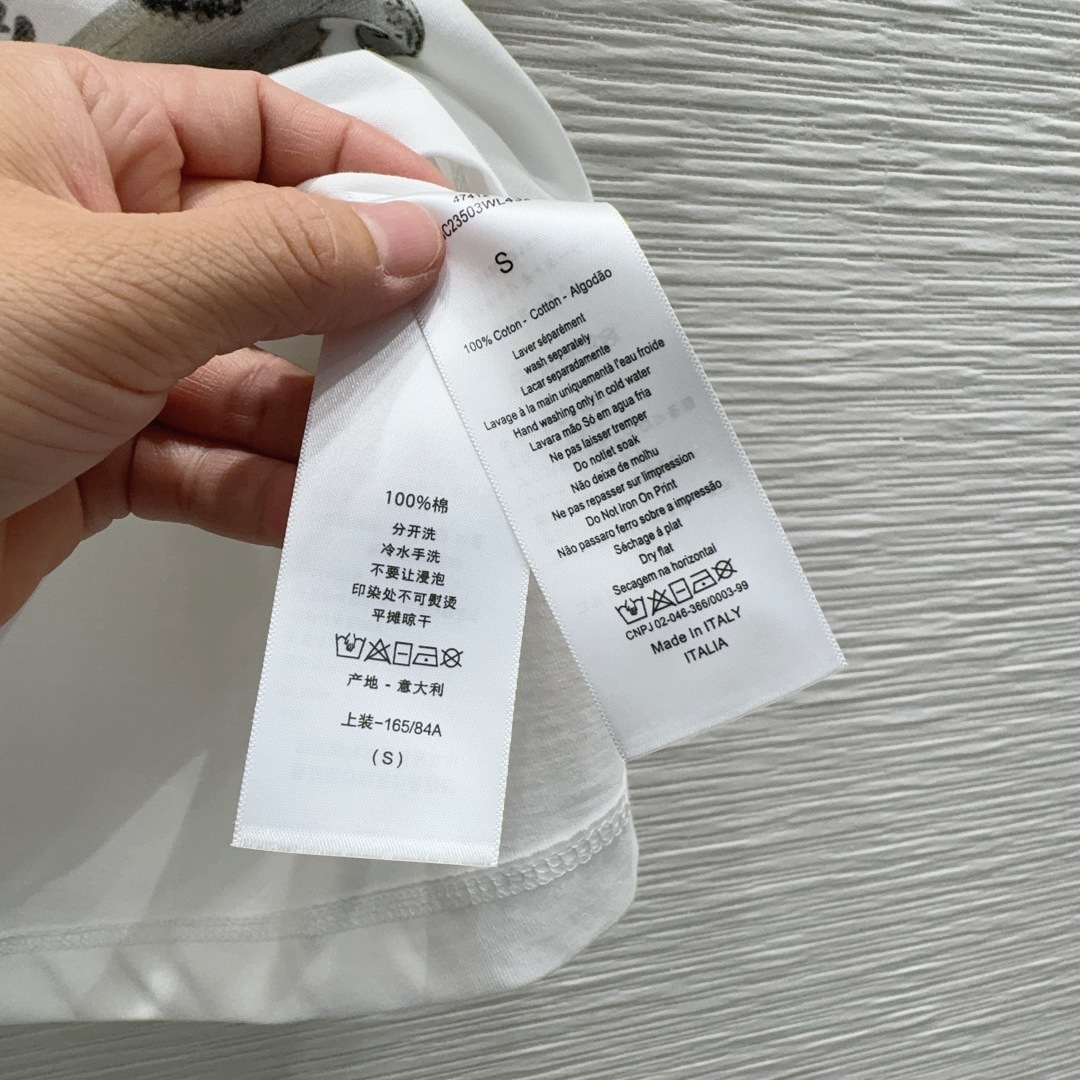 S
100% Coton - Cotton - Algodão
Laver séparément
wash separately
Lacar separadamente
Lavage à la main uniquementà l'eau froide
Hand washing only in cold water
Lavara mão Só em agua fria
Ne pas laisser tremper
Do notlet soak
Não deixe de molhu
Ne pas repasser sur limpression
Do Not Iron On Print
Não passaro ferro sobre a impressão
Séchage á plat
Dry flat
Secagem na horizontal
CNPJ 02-046-366/0003-99
Made In ITALY
ITALIA
100%棉
分开洗
冷水手洗
不要让浸泡
印染处不可熨烫
平摊晾干
产地 - 意大利
上装-165/84A
(S)